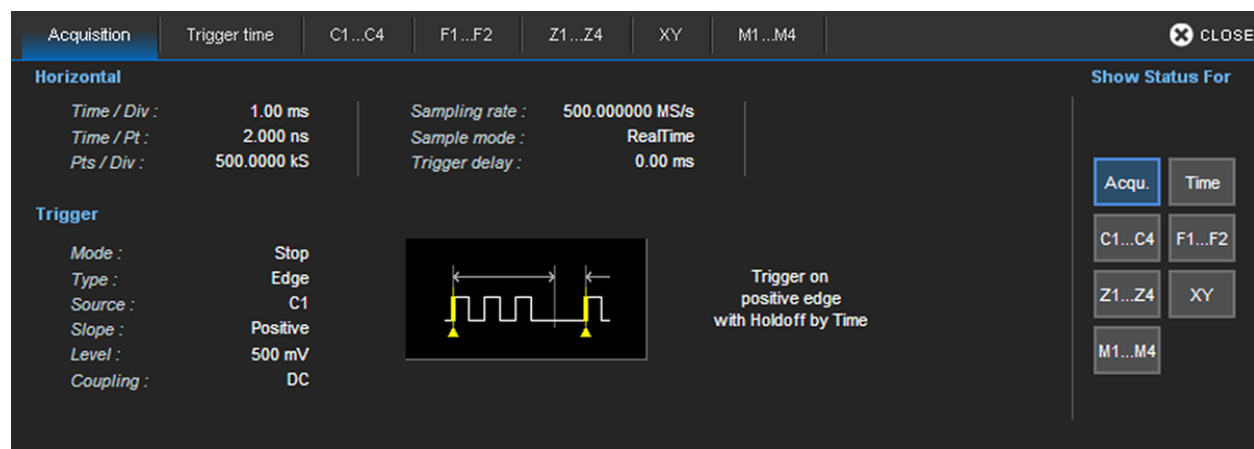 Acquisition Trigger time C1...C4 F1...F2 Z1...Z4 XY M1...M4 CLOSE
Horizontal
Time / Div : 1.00 ms Sampling rate : 500.000000 MS/s
Time / Pt : 2.000 ns Sample mode : RealTime
Pts / Div : 500.0000 kS Trigger delay : 0.00 ms
Trigger
Mode : Stop
Type : Edge
Source : C1
Slope : Positive
Level : 500 mV
Coupling : DC
Trigger on
positive edge
with Holdoff by Time
Show Status For
Acqu. Time
C1...C4 F1...F2
Z1...Z4 XY
M1...M4